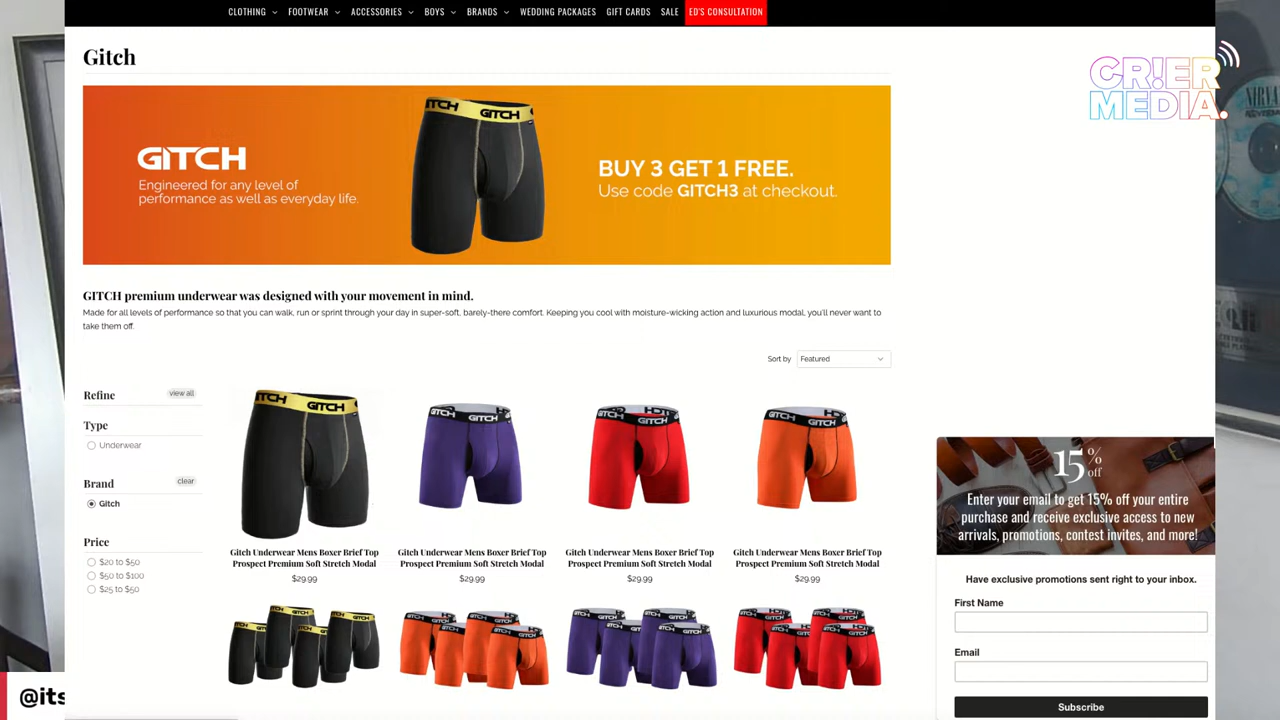 CLOTHING FOOTWEAR ACCESSORIES BOYS BRANDS WEDDING PACKAGES GIFT CARDS SALE ED'S CONSULTATION
Gitch
CR!ER
MEDIA.
NIRVA
GITCH
Engineered for any level of
performance as well as everyday life.
ITCH GITCH
BUY 3 GET 1 FREE.
Use code GITCH3 at checkout.
GITCH premium underwear was designed with your movement in mind.
Made for all levels of performance so that you can walk, run or sprint through your day in super-soft, barely-there comfort. Keeping you cool with moisture-wicking action and luxurious modal, you'll never want to
take them off.
Sort by Featured
Refine view all
Type
Underwear
Brand clear
Gitch
Price
$20 to $50
$50 to $100
$25 to $50
ITCH GITCH
GITCH
GITCH
GITCH
Gitch Underwear Mens Boxer Brief Top
Prospect Premium Soft Stretch Modal
$29.99
Gitch Underwear Mens Boxer Brief Top
Prospect Premium Soft Stretch Modal
$29.99
Gitch Underwear Mens Boxer Brief Top
Prospect Premium Soft Stretch Modal
$29.99
Gitch Underwear Mens Boxer Brief Top
Prospect Premium Soft Stretch Modal
$29.99
15% off
Enter your email to get 15% off your entire
purchase and receive exclusive access to new
arrivals, promotions, contest invites, and more!
Have exclusive promotions sent right to your inbox.
First Name
Email
Subscribe
@its